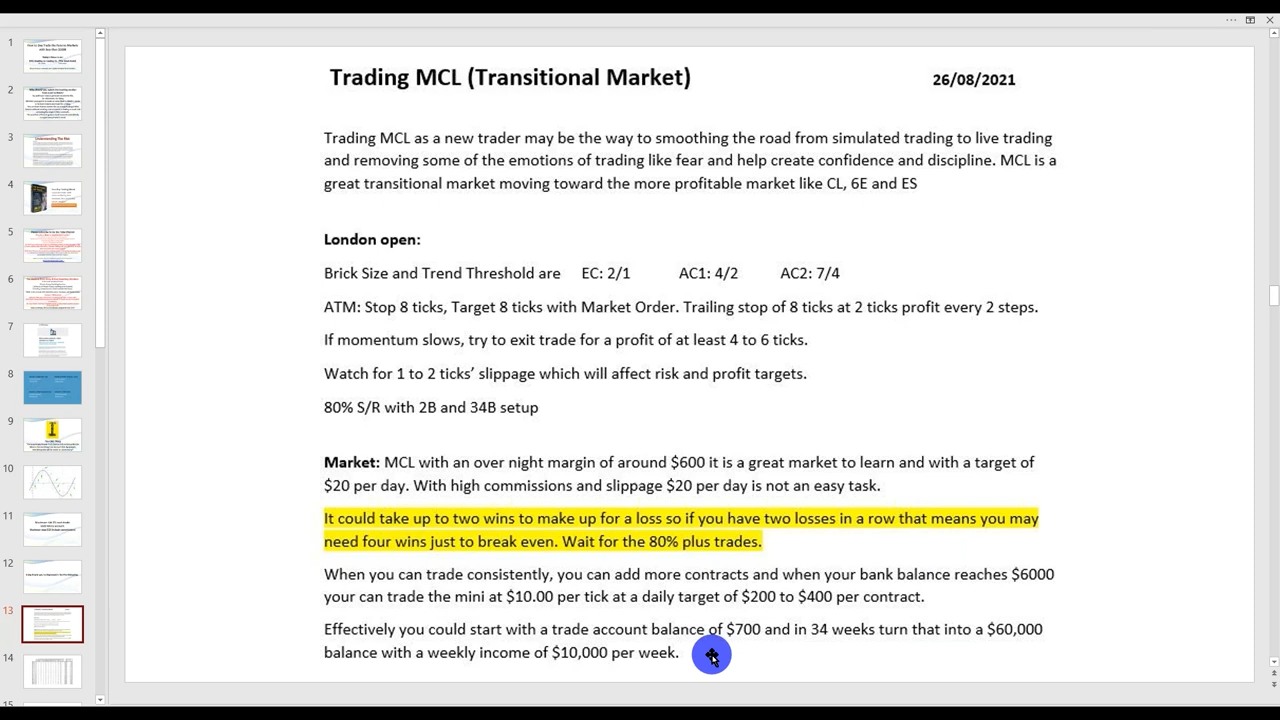 Trading MCL (Transitional Market)
26/08/2021
Trading MCL as a new trader may be the way to smoothing the road from simulated trading to live trading
and removing some of the emotions of trading like fear and help create confidence and discipline. MCL is a
great transitional market moving toward the more profitable market like CL, 6E and ES
London open:
Brick Size and Trend Threshold are EC: 2/1 AC1: 4/2 AC2: 7/4
ATM: Stop 8 ticks, Target 8 ticks with Market Order. Trailing stop of 8 ticks at 2 ticks profit every 2 steps.
If momentum slows, try to exit trade for a profit of at least 4 to 6 ticks.
Watch for 1 to 2 ticks’ slippage which will affect risk and profit targets.
80% S/R with 2B and 34B setup
Market: MCL with an over night margin of around $600 it is a great market to learn and with a target of
$20 per day. With high commissions and slippage $20 per day is not an easy task.
It could take up to two wins to make up for a loss so if you have two losses in a row that means you may
need four wins just to break even. Wait for the 80% plus trades.
When you can trade consistently, you can add more contracts and when your bank balance reaches $6000
your can trade the mini at $10.00 per tick at a daily target of $200 to $400 per contract.
Effectively you could start with a trade account balance of $700 and in 34 weeks turn that into a $60,000
balance with a weekly income of $10,000 per week.
1
2
3
4
5
6
7
8
9
10
11
12
13
14